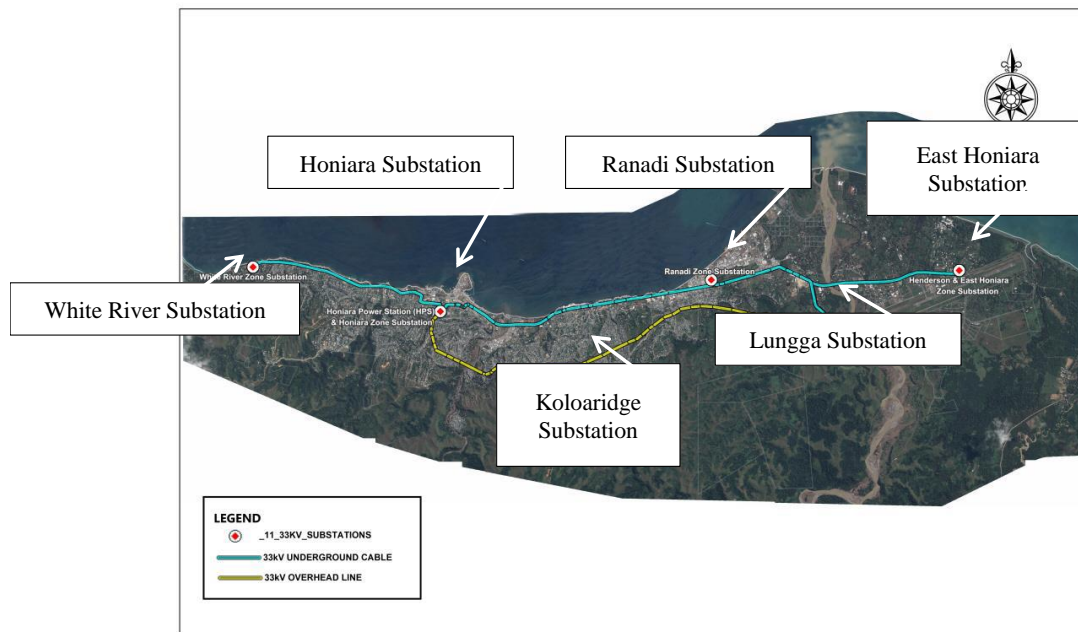 Honiara Substation
Ranadi Substation
East Honiara
Substation
White River Zone Substation
Ranadi Zone Substation
Henderson & East Honiara
Zone Substation
White River Substation
Honiara Power Station (HPS)
& Honiara Zone Substation
Lungga Substation
Koloaridge
Substation
LEGEND
_11_33KV_SUBSTATIONS
33kV UNDERGROUND CABLE
33kV OVERHEAD LINE